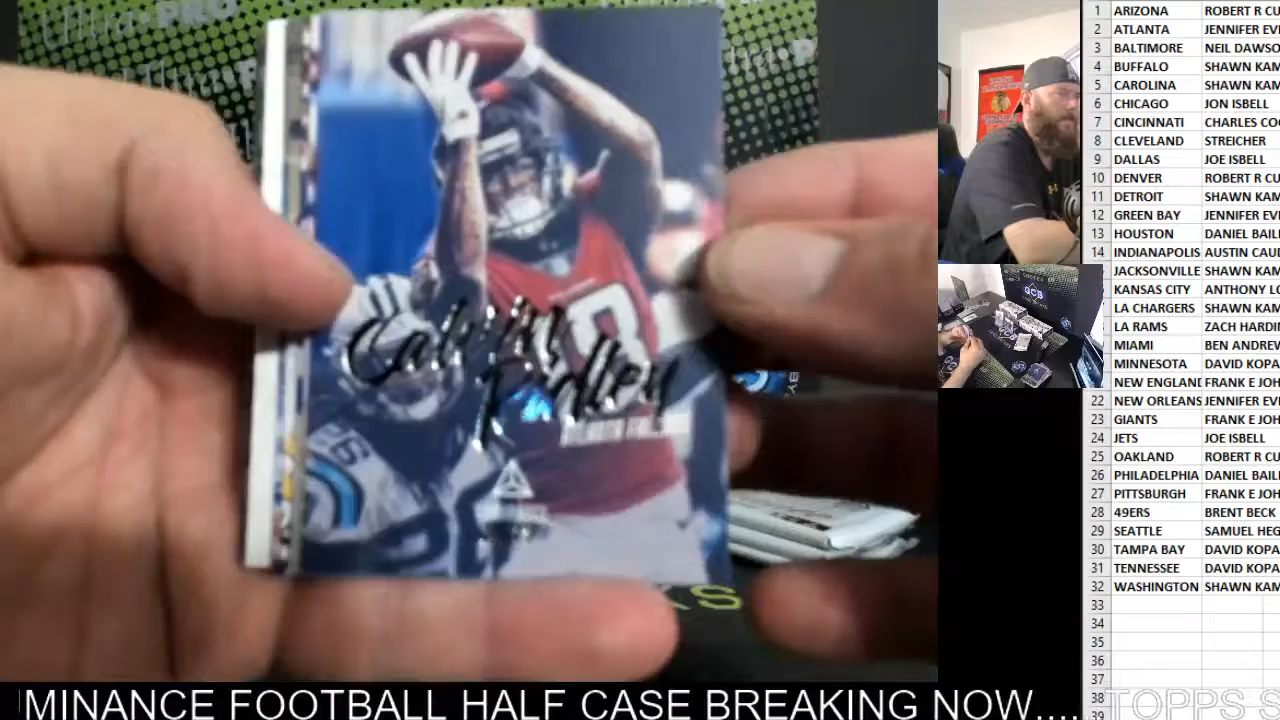 Ultra PRO
Calvin
Ridley
18
26
GCB
1 ARIZONA ROBERT R CU
2 ATLANTA JENNIFER EV
3 BALTIMORE NEIL DAWSO
4 BUFFALO SHAWN KAM
5 CAROLINA SHAWN KAM
6 CHICAGO JON ISBELL
7 CINCINNATI CHARLES COO
8 CLEVELAND STREICHER
9 DALLAS JOE ISBELL
10 DENVER ROBERT R CU
11 DETROIT SHAWN KAM
12 GREEN BAY JENNIFER EV
13 HOUSTON DANIEL BAIL
14 INDIANAPOLIS AUSTIN CAUD
JACKSONVILLE SHAWN KAM
KANSAS CITY ANTHONY LO
LA CHARGERS SHAWN KAM
LA RAMS ZACH HARDI
MIAMI BEN ANDREW
MINNESOTA DAVID KOPA
NEW ENGLAND FRANK E JOH
22 NEW ORLEANS JENNIFER EV
23 GIANTS FRANK E JOH
24 JETS JOE ISBELL
25 OAKLAND ROBERT R CU
26 PHILADELPHIA DANIEL BAIL
27 PITTSBURGH FRANK E JOH
28 49ERS BRENT BECK
29 SEATTLE SAMUEL HEG
30 TAMPA BAY DAVID KOPA
31 TENNESSEE DAVID KOPA
32 WASHINGTON SHAWN KAM
33
34
35
36
37
38
39
MINANCE FOOTBALL HALF CASE BREAKING NOW..... TOPPS S